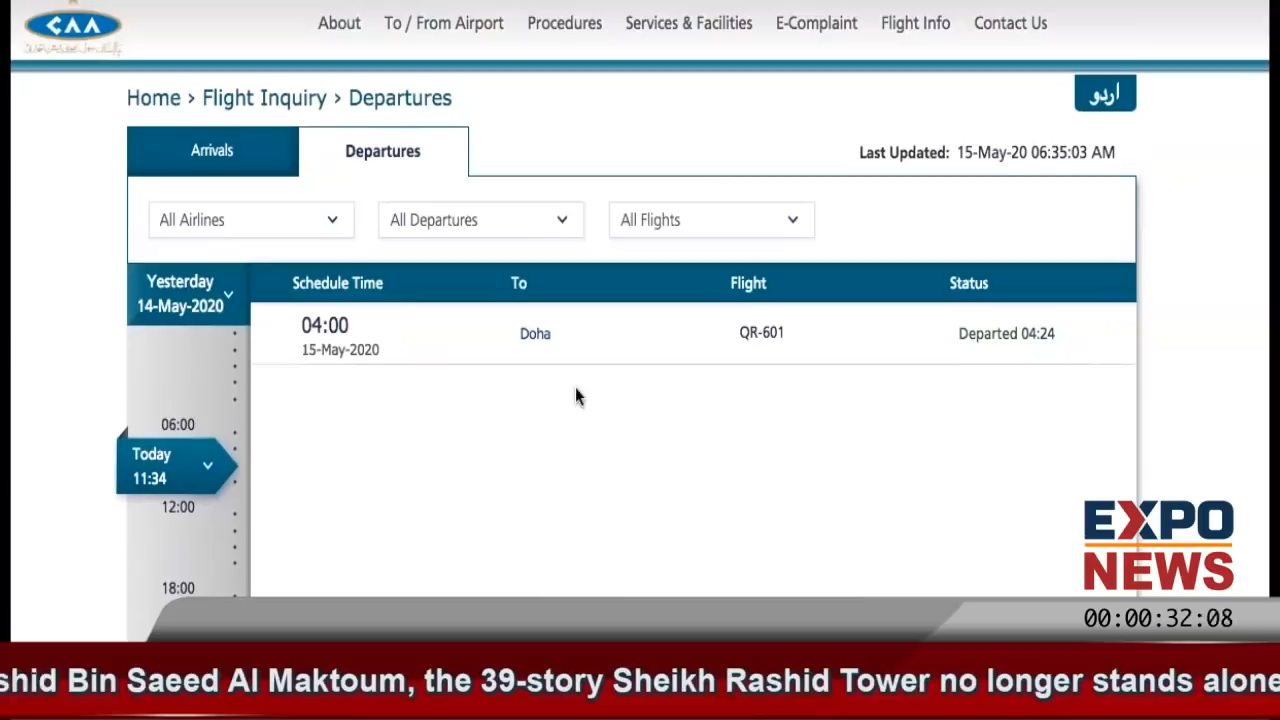 CAA
About To / From Airport Procedures Services & Facilities E-Complaint Flight Info Contact Us
Home › Flight Inquiry › Departures
اردو
Arrivals Departures
Last Updated: 15-May-20 06:35:03 AM
All Airlines All Departures All Flights
Yesterday
14-May-2020
Schedule Time To Flight Status
04:00
15-May-2020
Doha QR-601 Departed 04:24
06:00
Today
11:34
12:00
18:00
EXPO
NEWS
00:00:32:08
shid Bin Saeed Al Maktoum, the 39-story Sheikh Rashid Tower no longer stands alone